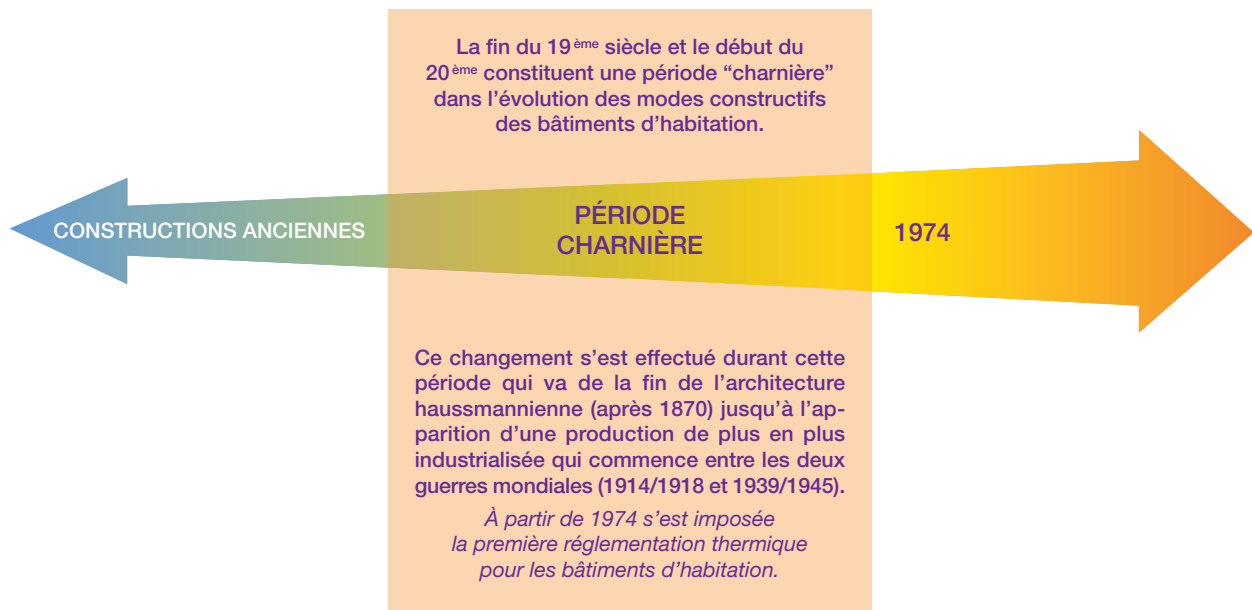 La fin du 19ème siècle et le début du
20ème constituent une période “charnière”
dans l’évolution des modes constructifs
des bâtiments d’habitation.
CONSTRUCTIONS ANCIENNES
PÉRIODE
CHARNIÈRE
1974
Ce changement s’est effectué durant cette
période qui va de la fin de l’architecture
haussmannienne (après 1870) jusqu’à l’ap-
parition d’une production de plus en plus
industrialisée qui commence entre les deux
guerres mondiales (1914/1918 et 1939/1945).
À partir de 1974 s’est imposée
la première réglementation thermique
pour les bâtiments d’habitation.